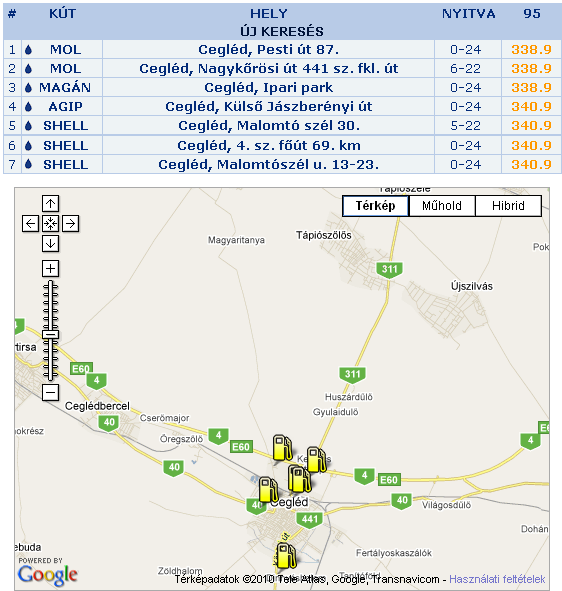 # KÚT HELY NYITVA 95
ÚJ KERESÉS
1 MOL Cegléd, Pesti út 87. 0-24 338.9
2 MOL Cegléd, Nagykőrösi út 441 sz. fkl. út 6-22 338.9
3 MAGÁN Cegléd, Ipari park 0-24 338.9
4 AGIP Cegléd, Külső Jászberényi út 0-24 340.9
5 SHELL Cegléd, Malomtó szél 30. 5-22 340.9
6 SHELL Cegléd, 4. sz. főút 69. km 0-24 340.9
7 SHELL Cegléd, Malomtószél u. 13-23. 0-24 340.9
Tápiószele
Térkép Műhold Hibrid
Tápiószőlős
Magyaritanya
Pok
311
Újszilvás
tirsa
E60
4
311
Huszárdűlő
Gyulaidulő
Ceglédbercel
Cserőmajor
40
Öregszőlő
4
E60
4
E
okrész
40
4
E60
Cegléd
40
40
Világosdűlő
441
Dohán
ebuda
Fertályoskaszályák
Zöldhalom
POWERED BY
Google
Térképadatok ©2010 Tele Atlas, Google, Transnavicom - Használati feltételek